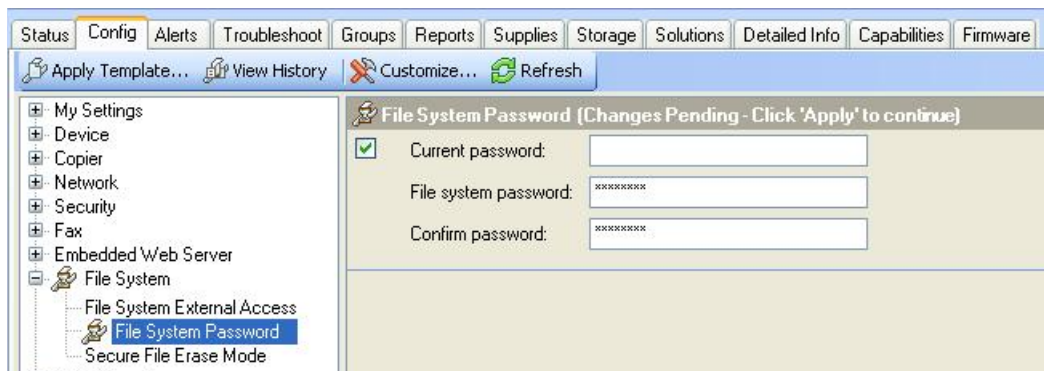 Status Config Alerts Troubleshoot Groups Reports Supplies Storage Solutions Detailed Info Capabilities Firmware
Apply Template... View History Customize... Refresh
My Settings
Device
Copier
Network
Security
Fax
Embedded Web Server
File System
File System External Access
File System Password
Secure File Erase Mode
File System Password (Changes Pending - Click 'Apply' to continue)
Current password:
File system password: ********
Confirm password: ********